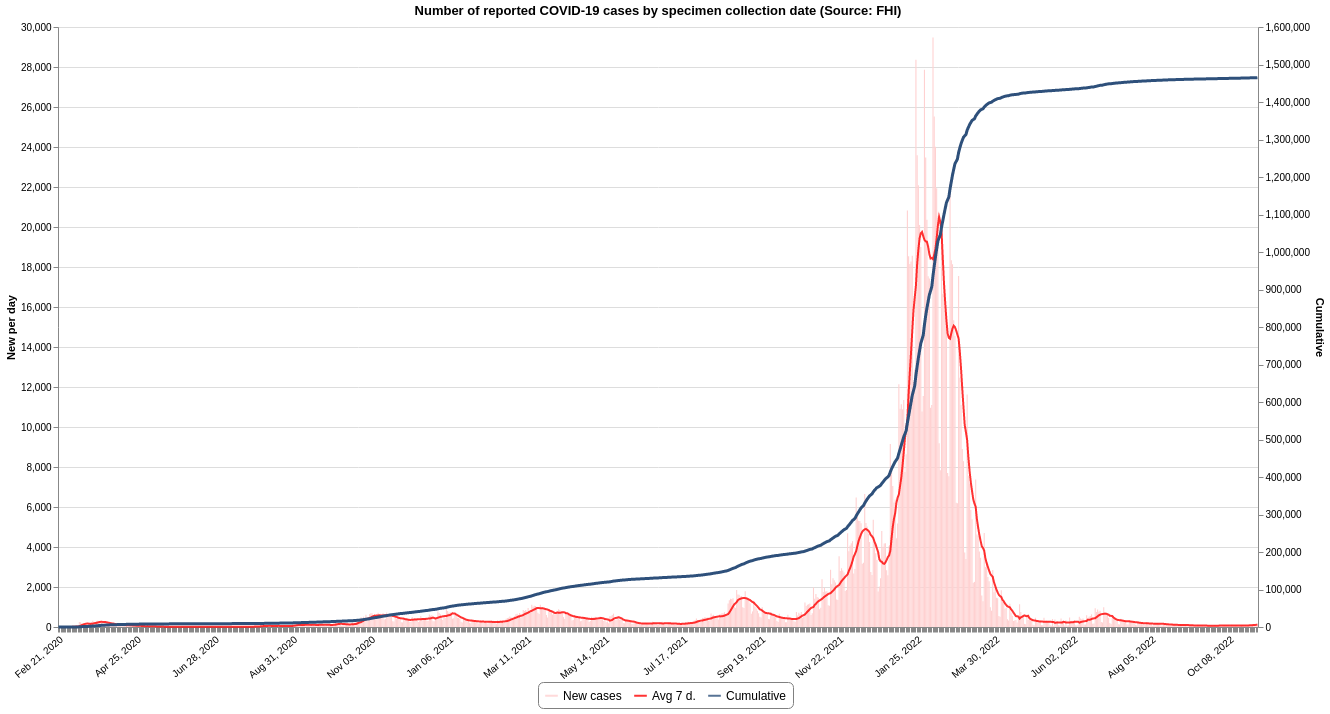 Number of reported COVID-19 cases by specimen collection date (Source: FHI)
30,000
28,000
26,000
24,000
22,000
20,000
18,000
16,000
14,000
12,000
10,000
8,000
6,000
4,000
2,000
0
New per day
1,600,000
1,500,000
1,400,000
1,300,000
1,200,000
1,100,000
1,000,000
900,000
800,000
700,000
600,000
500,000
400,000
300,000
200,000
100,000
0
Cumulative
Feb 21, 2020
Apr 25, 2020
Jun 28, 2020
Aug 31, 2020
Nov 03, 2020
Jan 06, 2021
Mar 11, 2021
May 14, 2021
Jul 17, 2021
Sep 19, 2021
Nov 22, 2021
Jan 25, 2022
Mar 30, 2022
Jun 02, 2022
Aug 05, 2022
Oct 08, 2022
New cases Avg 7 d. Cumulative